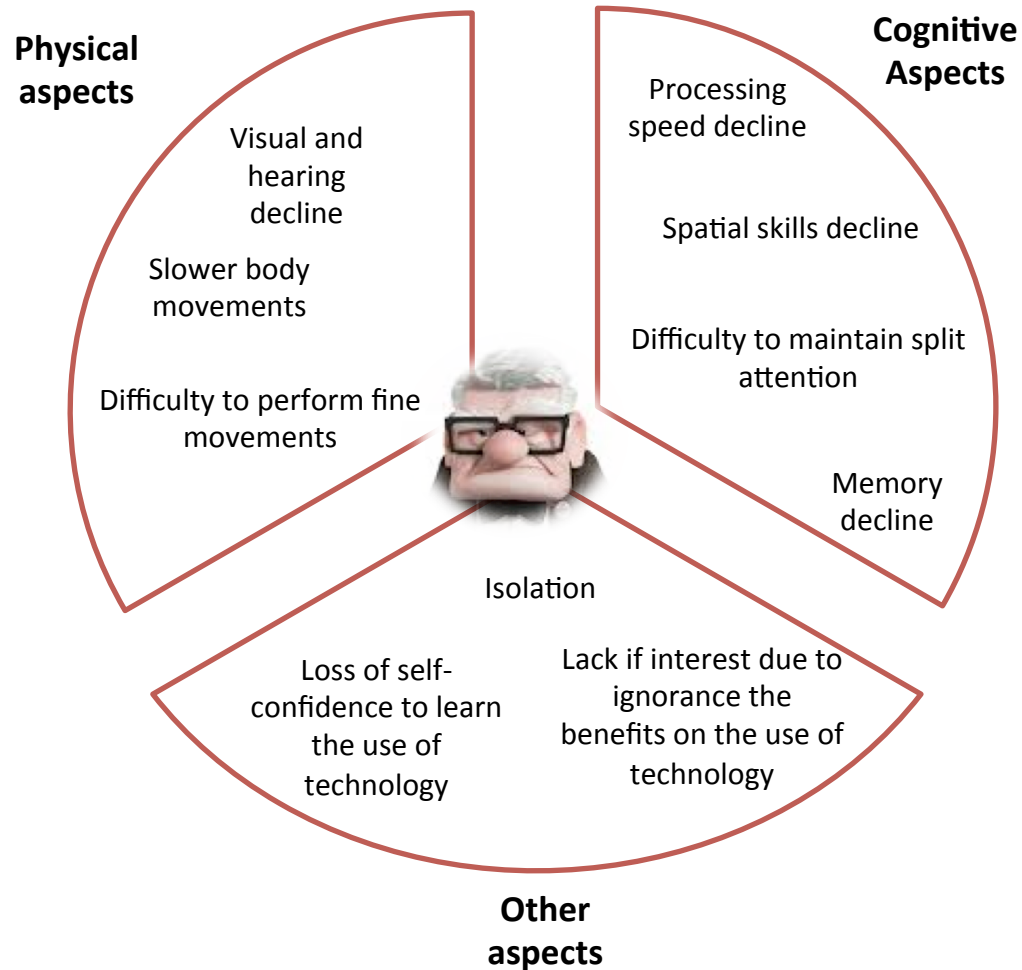 Physical
aspects
Visual and
hearing
decline
Slower body
movements
Difficulty to perform fine
movements
Cognitive
Aspects
Processing
speed decline
Spatial skills decline
Difficulty to maintain split
attention
Memory
decline
Isolation
Loss of self-
confidence to learn
the use of
technology
Lack if interest due to
ignorance the
benefits on the use of
technology
Other
aspects